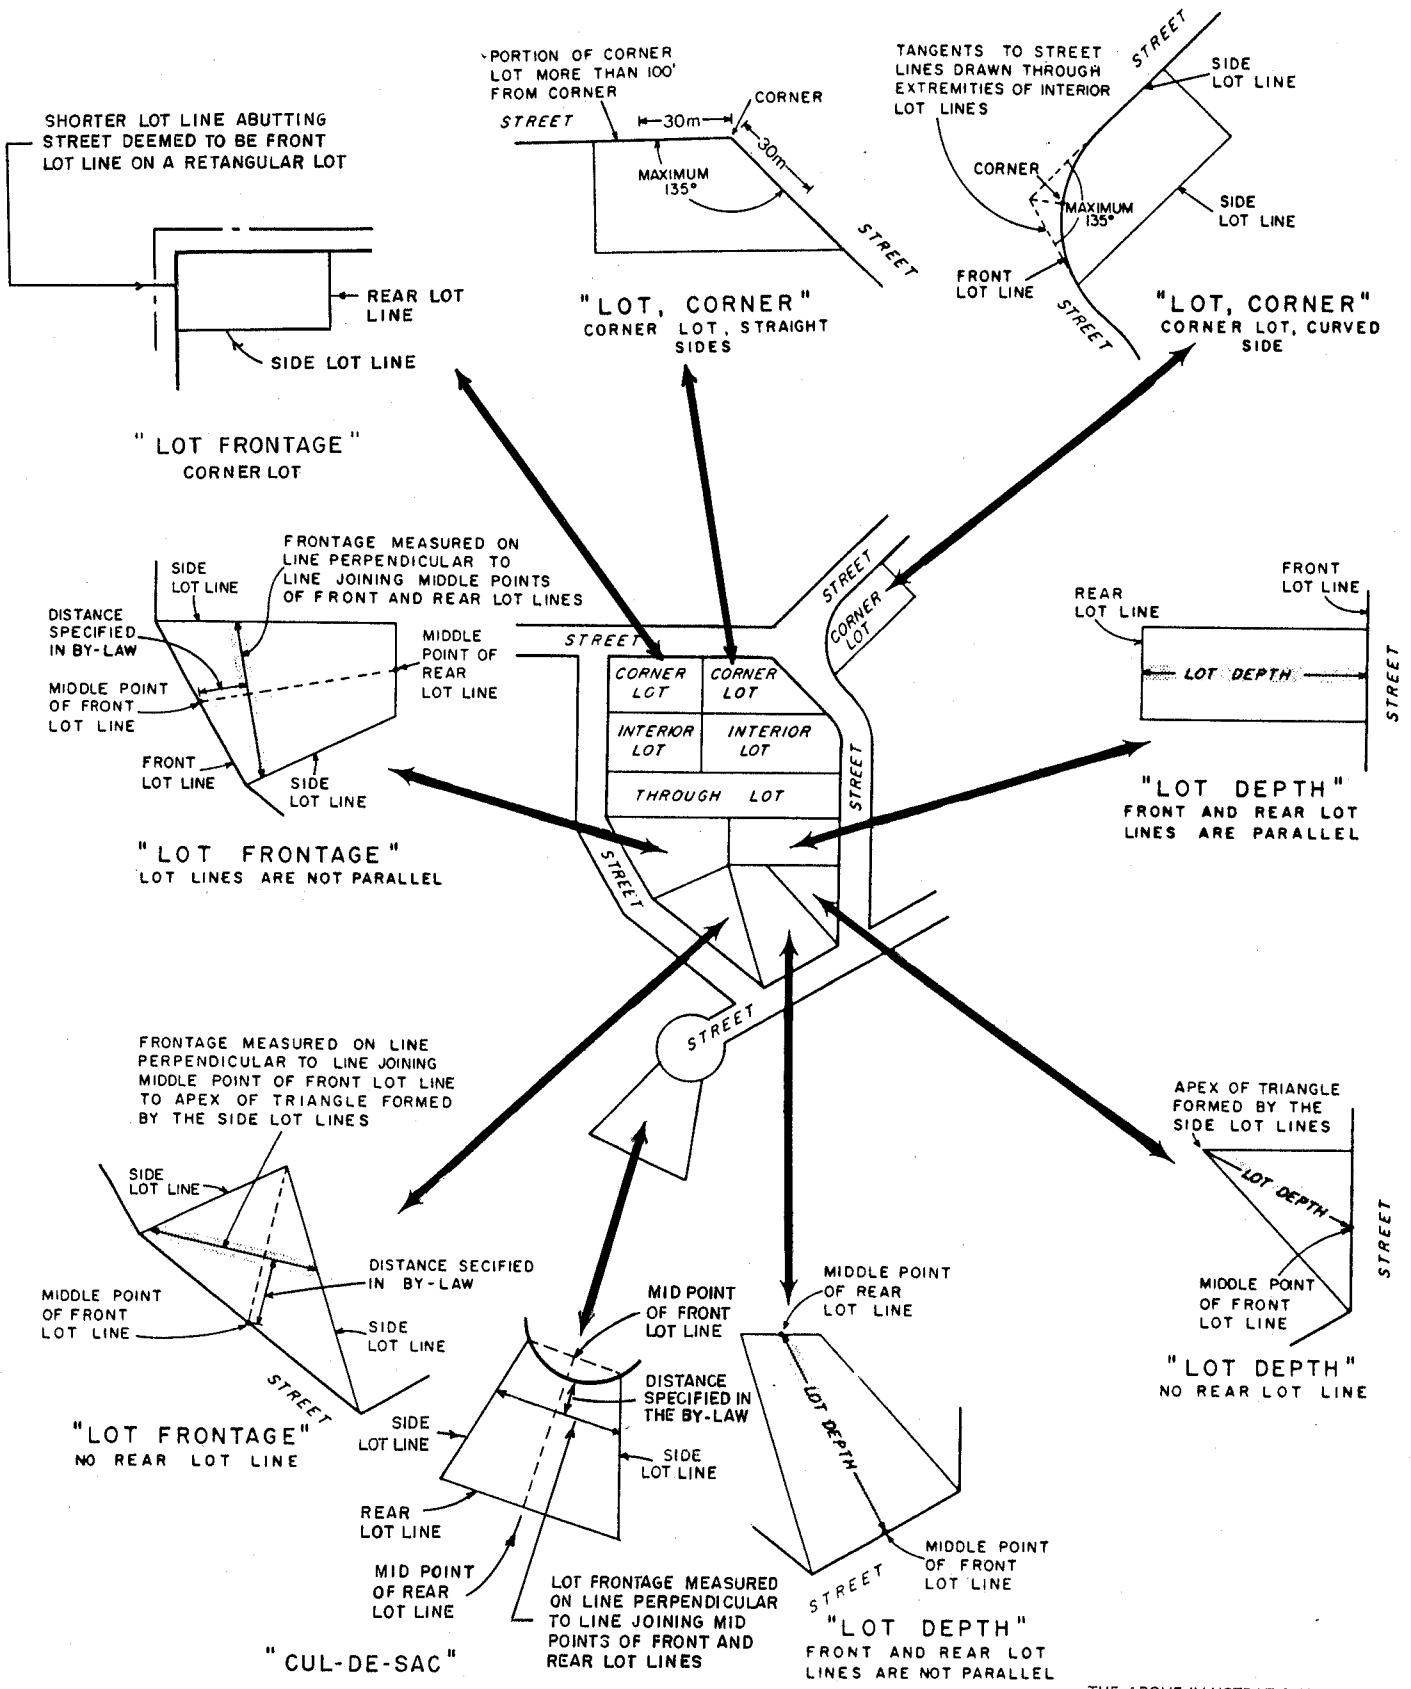 PORTION OF CORNER
LOT MORE THAN 100'
FROM CORNER
CORNER
STREET
30m
30m
MAXIMUM
135°
STREET
"LOT, CORNER"
CORNER LOT, STRAIGHT
SIDES
TANGENTS TO STREET
LINES DRAWN THROUGH
EXTREMITIES OF INTERIOR
LOT LINES
STREET
SIDE
LOT LINE
CORNER
MAXIMUM
135°
SIDE
LOT LINE
FRONT
LOT LINE
STREET
"LOT, CORNER"
CORNER LOT, CURVED
SIDE
SHORTER LOT LINE ABUTTING
STREET DEEMED TO BE FRONT
LOT LINE ON A RETANGULAR LOT
REAR LOT
LINE
SIDE LOT LINE
"LOT FRONTAGE"
CORNER LOT
FRONTAGE MEASURED ON
LINE PERPENDICULAR TO
LINE JOINING MIDDLE POINTS
OF FRONT AND REAR LOT LINES
SIDE
LOT LINE
DISTANCE
SPECIFIED
IN BY-LAW
MIDDLE
POINT OF
REAR
LOT LINE
MIDDLE POINT
OF FRONT
LOT LINE
FRONT
LOT LINE
SIDE
LOT LINE
"LOT FRONTAGE"
LOT LINES ARE NOT PARALLEL
STREET
STREET
CORNER
LOT
CORNER
LOT
CORNER
LOT
INTERIOR
LOT
INTERIOR
LOT
THROUGH LOT
STREET
STREET
STREET
FRONT
LOT LINE
REAR
LOT LINE
LOT DEPTH
STREET
"LOT DEPTH"
FRONT AND REAR LOT
LINES ARE PARALLEL
FRONTAGE MEASURED ON LINE
PERPENDICULAR TO LINE JOINING
MIDDLE POINT OF FRONT LOT LINE
TO APEX OF TRIANGLE FORMED
BY THE SIDE LOT LINES
SIDE
LOT LINE
DISTANCE SECIFIED
IN BY-LAW
MIDDLE POINT
OF FRONT
LOT LINE
SIDE
LOT LINE
STREET
"LOT FRONTAGE"
NO REAR LOT LINE
MID POINT
OF FRONT
LOT LINE
DISTANCE
SPECIFIED IN
THE BY-LAW
SIDE
LOT LINE
SIDE
LOT LINE
REAR
LOT LINE
MID POINT
OF REAR
LOT LINE
LOT FRONTAGE MEASURED
ON LINE PERPENDICULAR
TO LINE JOINING MID
POINTS OF FRONT AND
REAR LOT LINES
"CUL-DE-SAC"
MIDDLE POINT
OF REAR
LOT LINE
LOT DEPTH
MIDDLE POINT
OF FRONT
LOT LINE
STREET
"LOT DEPTH"
FRONT AND REAR LOT
LINES ARE NOT PARALLEL
APEX OF TRIANGLE
FORMED BY THE
SIDE LOT LINES
LOT DEPTH
STREET
MIDDLE POINT
OF FRONT
LOT LINE
"LOT DEPTH"
NO REAR LOT LINE
THE ABOVE